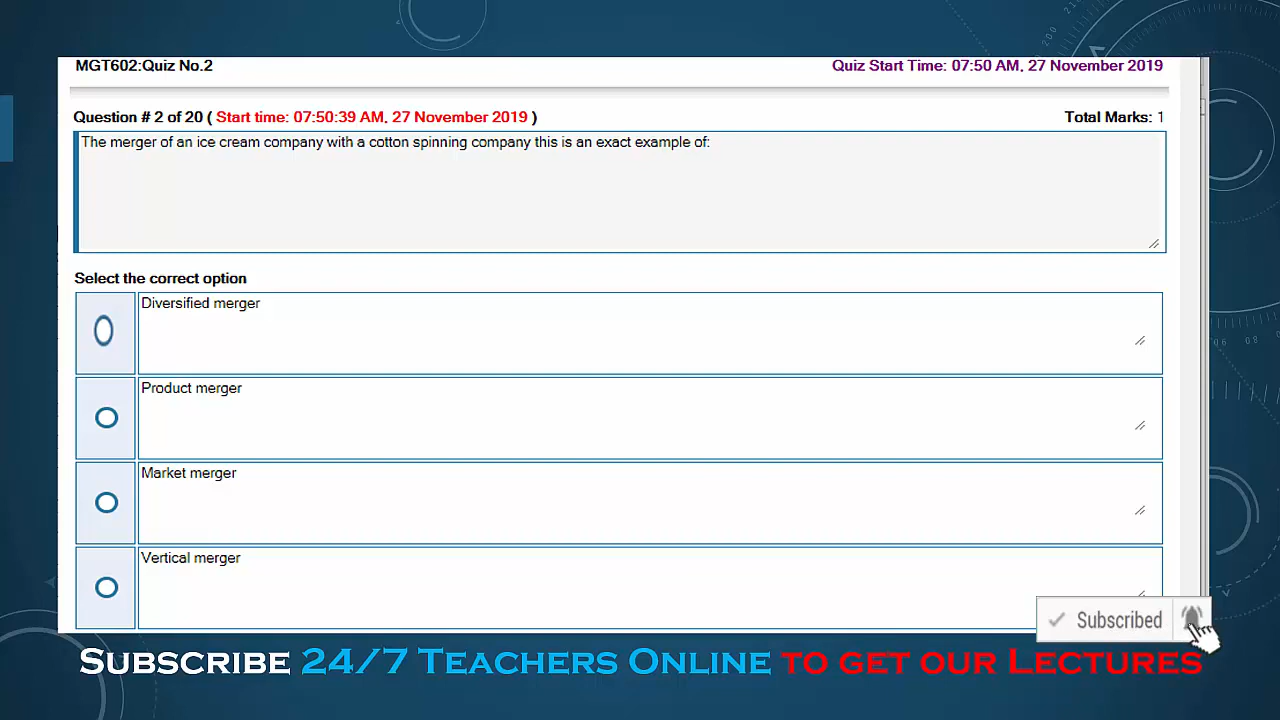 MGT602:Quiz No.2
Quiz Start Time: 07:50 AM, 27 November 2019
Question # 2 of 20 ( Start time: 07:50:39 AM, 27 November 2019 )
Total Marks: 1
The merger of an ice cream company with a cotton spinning company this is an exact example of:
Select the correct option
Diversified merger
Product merger
Market merger
Vertical merger
Subscribed
Subscribe 24/7 Teachers Online to get our Lectures